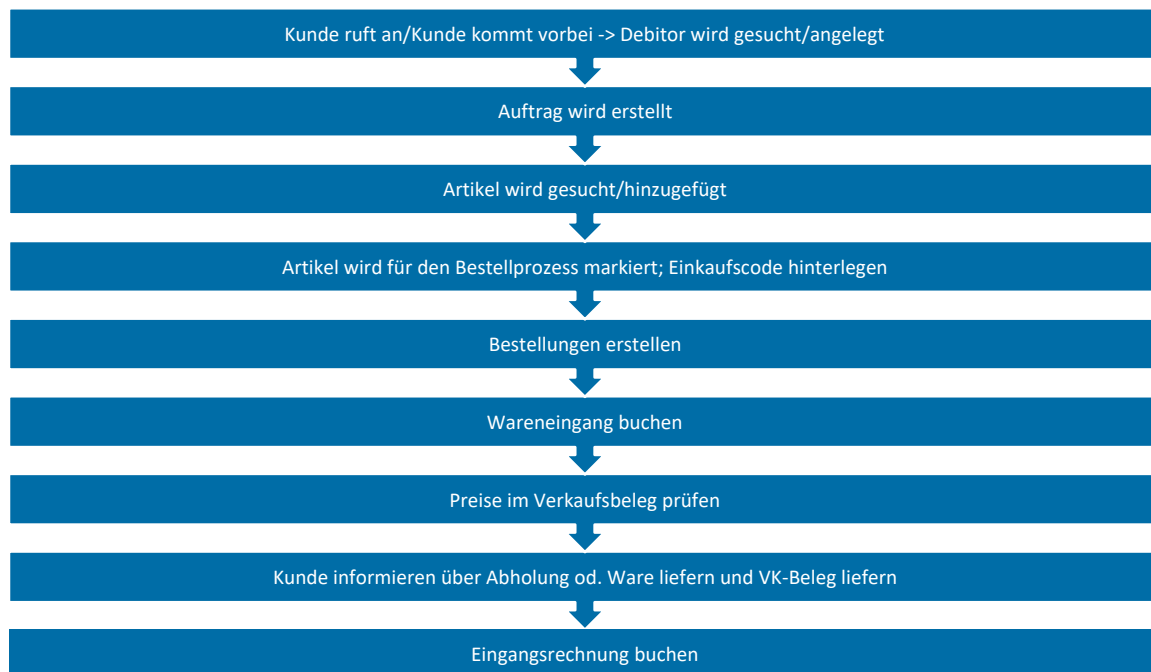 Kunde ruft an/Kunde kommt vorbei -> Debitor wird gesucht/angelegt
Auftrag wird erstellt
Artikel wird gesucht/hinzugefügt
Artikel wird für den Bestellprozess markiert; Einkaufscode hinterlegen
Bestellungen erstellen
Wareneingang buchen
Preise im Verkaufsbeleg prüfen
Kunde informieren über Abholung od. Ware liefern und VK-Beleg liefern
Eingangsrechnung buchen